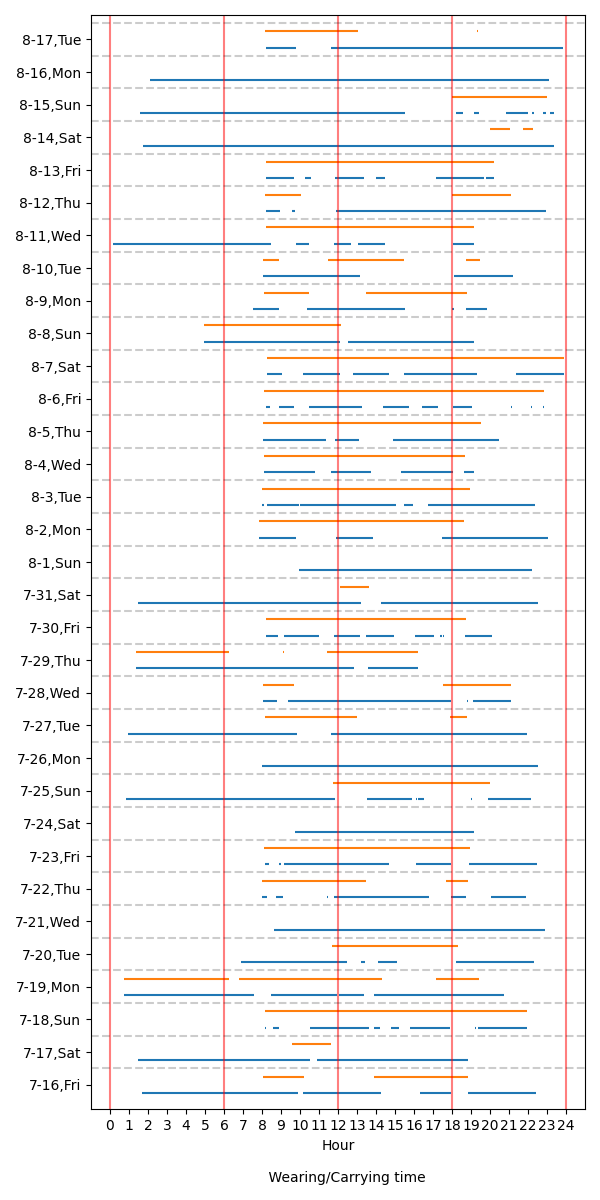 8-17,Tue
8-16,Mon
8-15,Sun
8-14,Sat
8-13,Fri
8-12,Thu
8-11,Wed
8-10,Tue
8-9,Mon
8-8,Sun
8-7,Sat
8-6,Fri
8-5,Thu
8-4,Wed
8-3,Tue
8-2,Mon
8-1,Sun
7-31,Sat
7-30,Fri
7-29,Thu
7-28,Wed
7-27,Tue
7-26,Mon
7-25,Sun
7-24,Sat
7-23,Fri
7-22,Thu
7-21,Wed
7-20,Tue
7-19,Mon
7-18,Sun
7-17,Sat
7-16,Fri
0 1 2 3 4 5 6 7 8 9 10 11 12 13 14 15 16 17 18 19 20 21 22 23 24
Hour
Wearing/Carrying time